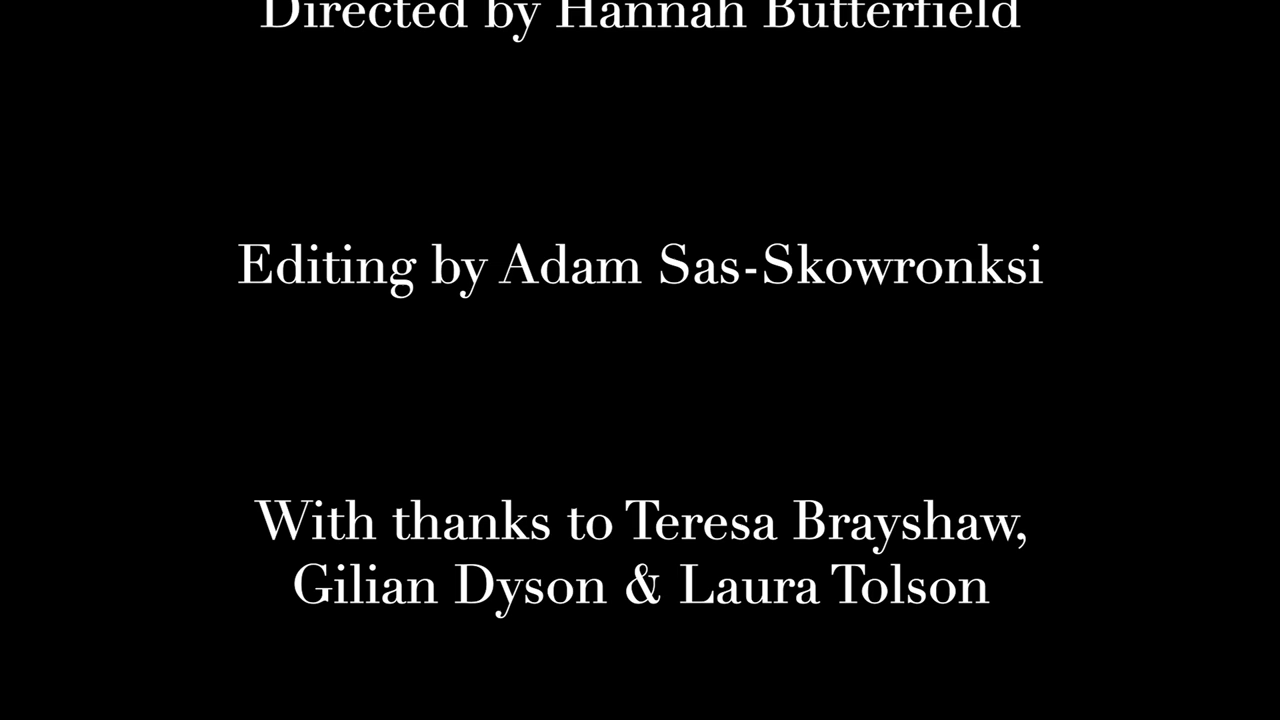 Directed by Hannah Butterfield
Editing by Adam Sas-Skowronksi
With thanks to Teresa Brayshaw,
Gilian Dyson & Laura Tolson